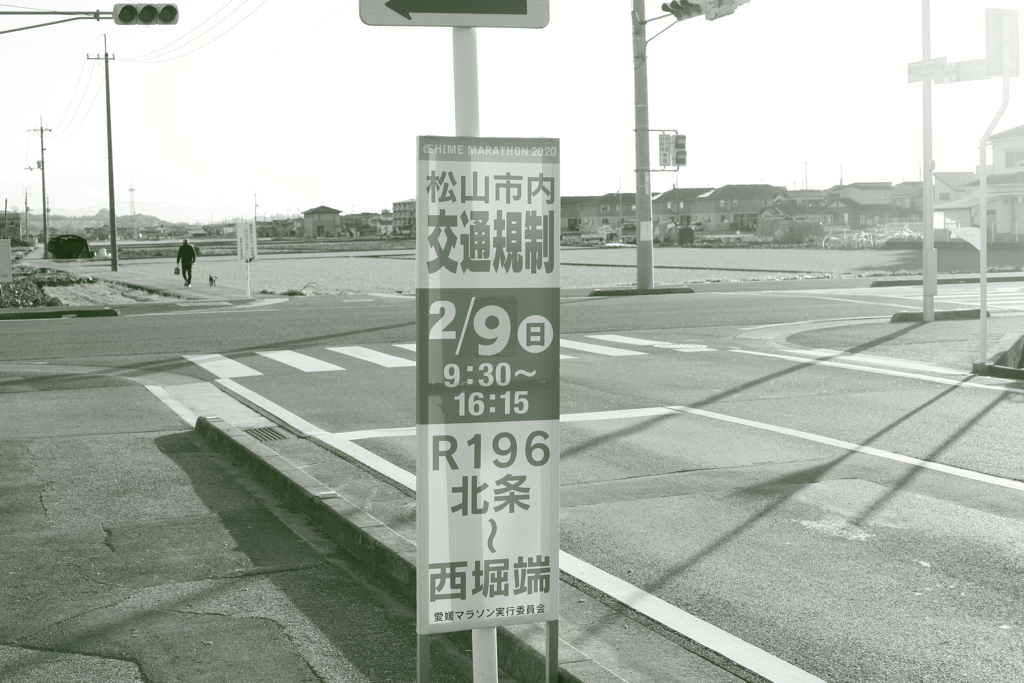 EHIME MARATHON 2020
松山市内
交通規制
2/9日
9:30〜
16:15
R196
北条
〜
西堀端
愛媛マラソン実行委員会